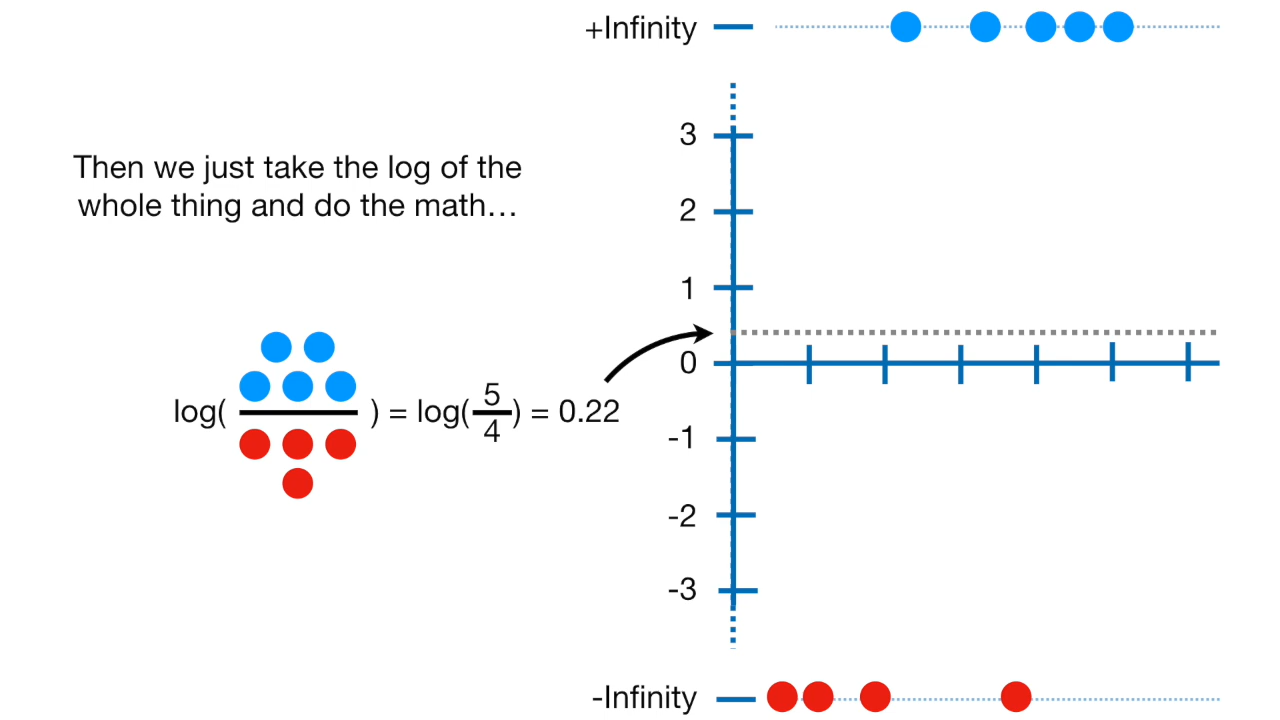 +Infinity
3
Then we just take the log of the
whole thing and do the math…
2
1
0
log( ) = log(5/4) = 0.22
-1
-2
-3
-Infinity